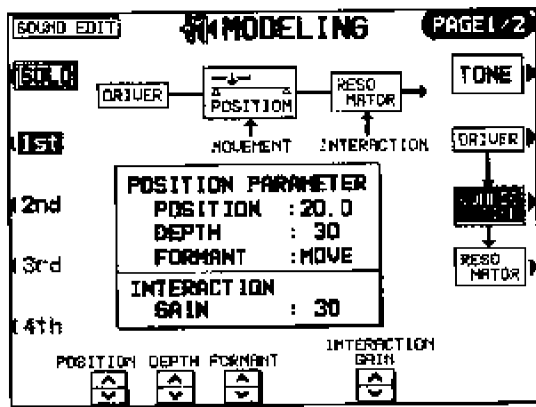 SOUND EDIT
MODELING
PAGE1/2
SOLO
1st
2nd
3rd
4th
DRIVER
POSITION
RESO
NATOR
MOVEMENT
INTERACTION
TONE
DRIVER
RESO
NATOR
POSITION PARAMETER
POSITION :20.0
DEPTH : 30
FORMANT :MOVE
INTERACTION
GAIN : 30
POSITION DEPTH FORMANT
INTERACTION
GAIN